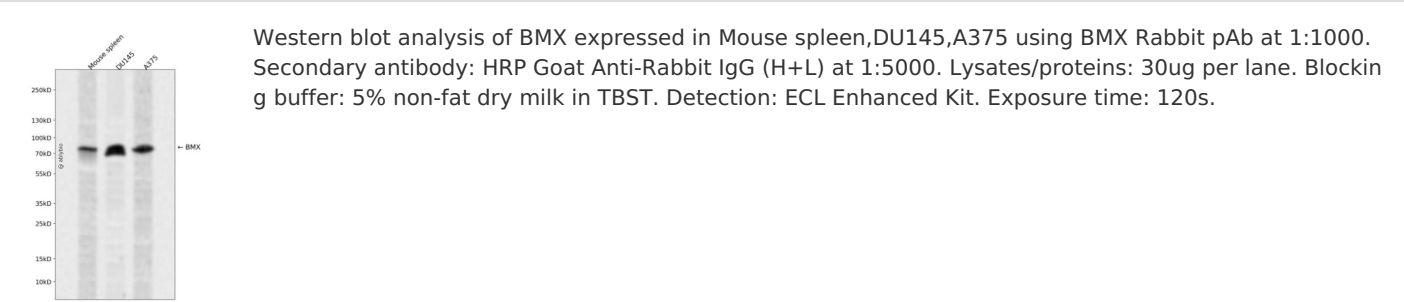 Mouse spleen
DU145
A375
250kD
130kD
100kD
70kD
55kD
35kD
25kD
15kD
10kD
← BMX
Western blot analysis of BMX expressed in Mouse spleen,DU145,A375 using BMX Rabbit pAb at 1:1000.
Secondary antibody: HRP Goat Anti-Rabbit IgG (H+L) at 1:5000. Lysates/proteins: 30ug per lane. Blockin
g buffer: 5% non-fat dry milk in TBST. Detection: ECL Enhanced Kit. Exposure time: 120s.